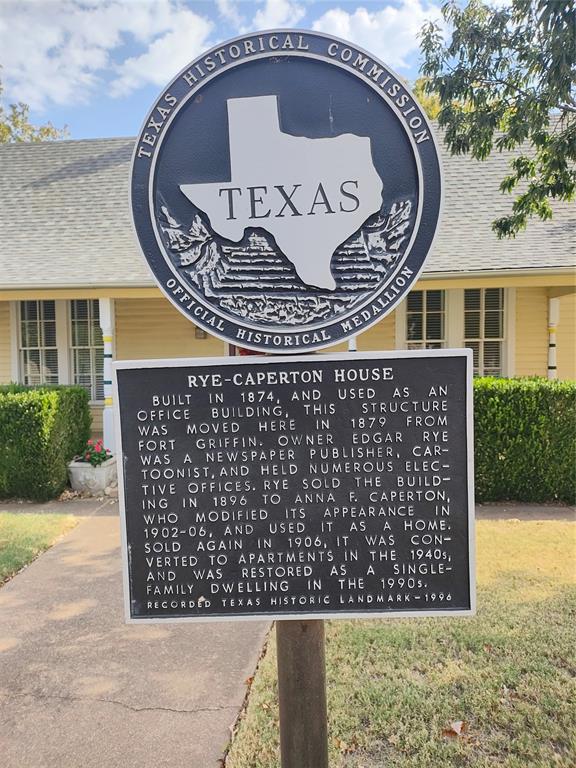 TEXAS HISTORICAL COMMISSION
TEXAS
OFFICIAL HISTORICAL MEDALLION
RYE-CAPERTON HOUSE
BUILT IN 1874, AND USED AS AN
OFFICE BUILDING, THIS STRUCTURE
WAS MOVED HERE IN 1879 FROM
FORT GRIFFIN. OWNER EDGAR RYE
WAS A NEWSPAPER PUBLISHER, CAR-
TOONIST, AND HELD NUMEROUS ELEC-
TIVE OFFICES. RYE SOLD THE BUILD-
ING IN 1896 TO ANNA F. CAPERTON,
WHO MODIFIED ITS APPEARANCE IN
1902-06, AND USED IT AS A HOME.
SOLD AGAIN IN 1906, IT WAS CON-
VERTED TO APARTMENTS IN THE 1940s,
AND WAS RESTORED AS A SINGLE-
FAMILY DWELLING IN THE 1990s.
RECORDED TEXAS HISTORIC LANDMARK-1996